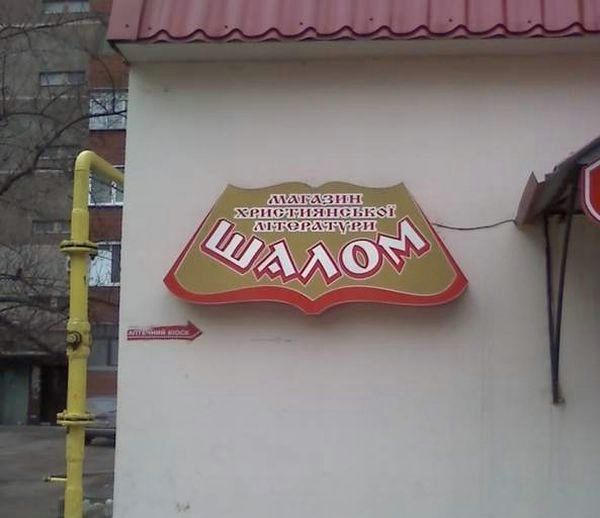 МАГАЗИН
ХРИСТИЯНСЬКОЇ
ЛІТЕРАТУРИ
ШАЛОМ
АПТЕЧНИЙ КІОСК